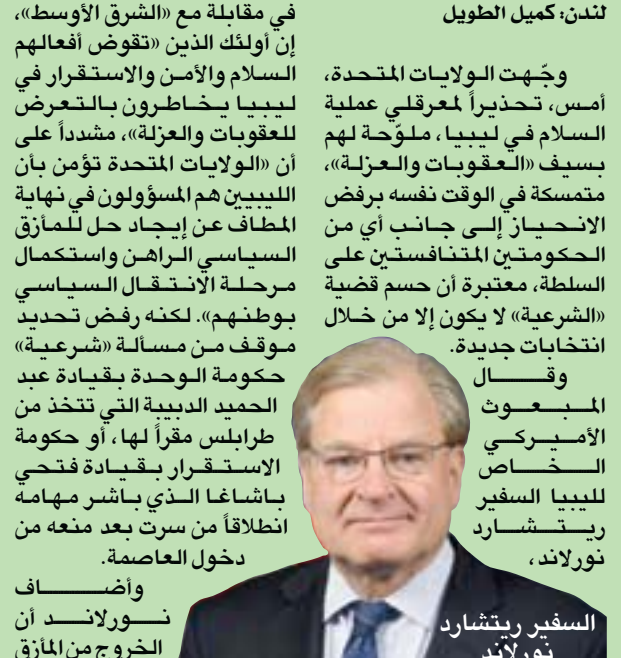 لندن: كميل الطويل
وجّهت الولايات المتحدة،
أمس، تحذيراً لمعرقلي عملية
السلام في ليبيا، ملوّحة لهم
بسيف «العقوبات والعزلة»،
متمسكة في الوقت نفسه برفض
الانحياز إلى جانب أي من
الحكومتين المتنافستين على
السلطة، معتبرة أن حسم قضية
«الشرعية» لا يكون إلا من خلال
انتخابات جديدة.
وقال
المبعوث
الأميركي
الخاص
لليبيا السفير
ريتشارد
نورلاند،
في مقابلة مع «الشرق الأوسط»،
إن أولئك الذين «تقوض أفعالهم
السلام والأمن والاستقرار في
ليبيا يخاطرون بالتعرض
للعقوبات والعزلة»، مشدداً على
أن «الولايات المتحدة تؤمن بأن
الليبيين هم المسؤولون في نهاية
المطاف عن إيجاد حل للمأزق
السياسي الراهن واستكمال
مرحلة الانتقال السياسي
بوطنهم». لكنه رفض تحديد
موقف من مسألة «شرعية»
حكومة الوحدة بقيادة عبد
الحميد الدبيبة التي تتخذ من
طرابلس مقراً لها، أو حكومة
الاستقرار بقيادة فتحي
باشاغا الذي باشر مهامه
انطلاقاً من سرت بعد منعه من
دخول العاصمة.
وأضاف
نورلاند أن
الخروج من المأزق
السفير ريتشارد
نورلاند